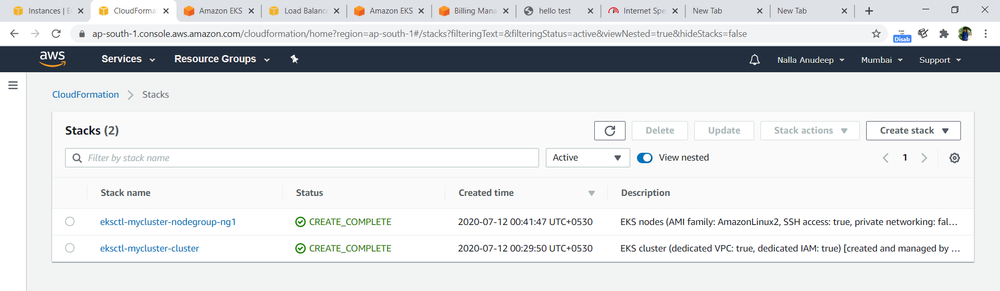 Instances | E
CloudForma
Amazon EKS
Load Balance
Amazon EKS
Billing Mana
hello test
Internet Spe
New Tab
New Tab
ap-south-1.console.aws.amazon.com/cloudformation/home?region=ap-south-1#/stacks?filteringText=&filteringStatus=active&viewNested=true&hideStacks=false
Disab
aws
Services
Resource Groups
Nalla Anudeep
Mumbai
Support
CloudFormation
Stacks
Stacks (2)
Delete
Update
Stack actions
Create stack
Filter by stack name
Active
View nested
1
Stack name
Status
Created time
Description
eksctl-mycluster-nodegroup-ng1
CREATE_COMPLETE
2020-07-12 00:41:47 UTC+0530
EKS nodes (AMI family: AmazonLinux2, SSH access: true, private networking: fal…
eksctl-mycluster-cluster
CREATE_COMPLETE
2020-07-12 00:29:50 UTC+0530
EKS cluster (dedicated VPC: true, dedicated IAM: true) [created and managed by …